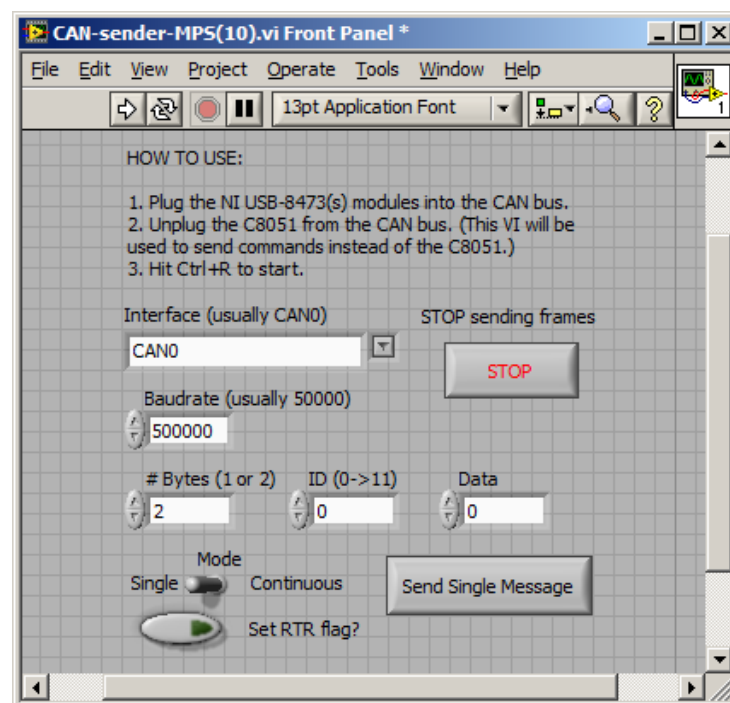 CAN-sender-MPS(10).vi Front Panel *
File Edit View Project Operate Tools Window Help
13pt Application Font
1
HOW TO USE:
1. Plug the NI USB-8473(s) modules into the CAN bus.
2. Unplug the C8051 from the CAN bus. (This VI will be
used to send commands instead of the C8051.)
3. Hit Ctrl+R to start.
Interface (usually CAN0) STOP sending frames
CAN0
STOP
Baudrate (usually 50000)
500000
# Bytes (1 or 2) ID (0->11) Data
2 0 0
Mode
Single Continuous Send Single Message
Set RTR flag?